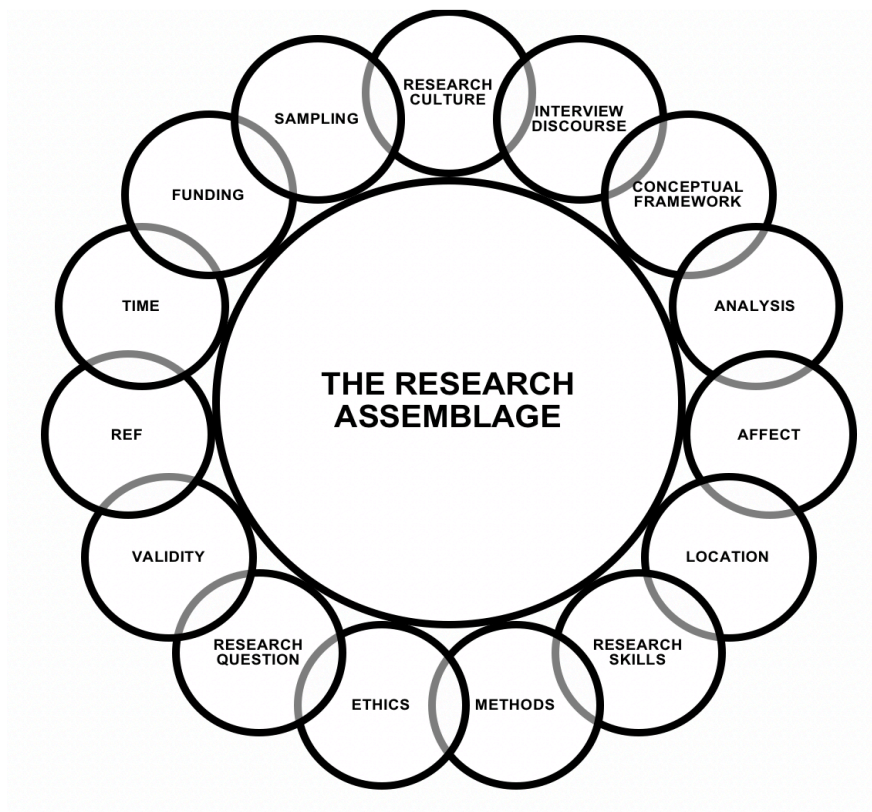 RESEARCH
CULTURE
INTERVIEW
DISCOURSE
CONCEPTUAL
FRAMEWORK
ANALYSIS
AFFECT
LOCATION
RESEARCH
SKILLS
METHODS
ETHICS
RESEARCH
QUESTION
VALIDITY
REF
TIME
FUNDING
SAMPLING
THE RESEARCH
ASSEMBLAGE